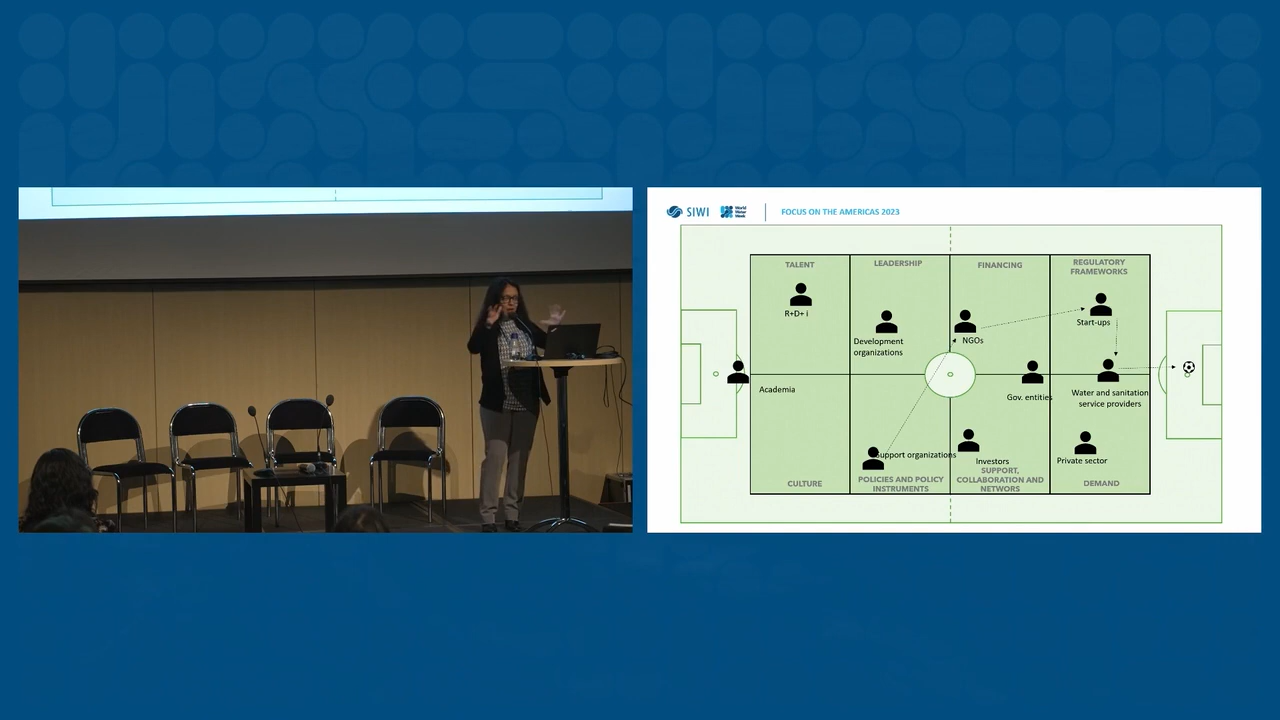 SIWI
World
Water
Week
FOCUS ON THE AMERICAS 2023
TALENT
LEADERSHIP
FINANCING
REGULATORY
FRAMEWORKS
R+D+ i
Development
organizations
NGOs
Start-ups
Academia
Gov. entities
Water and sanitation
service providers
Support organizations
Investors
Private sector
CULTURE
POLICIES AND POLICY
INSTRUMENTS
SUPPORT,
COLLABORATION AND
NETWORS
DEMAND